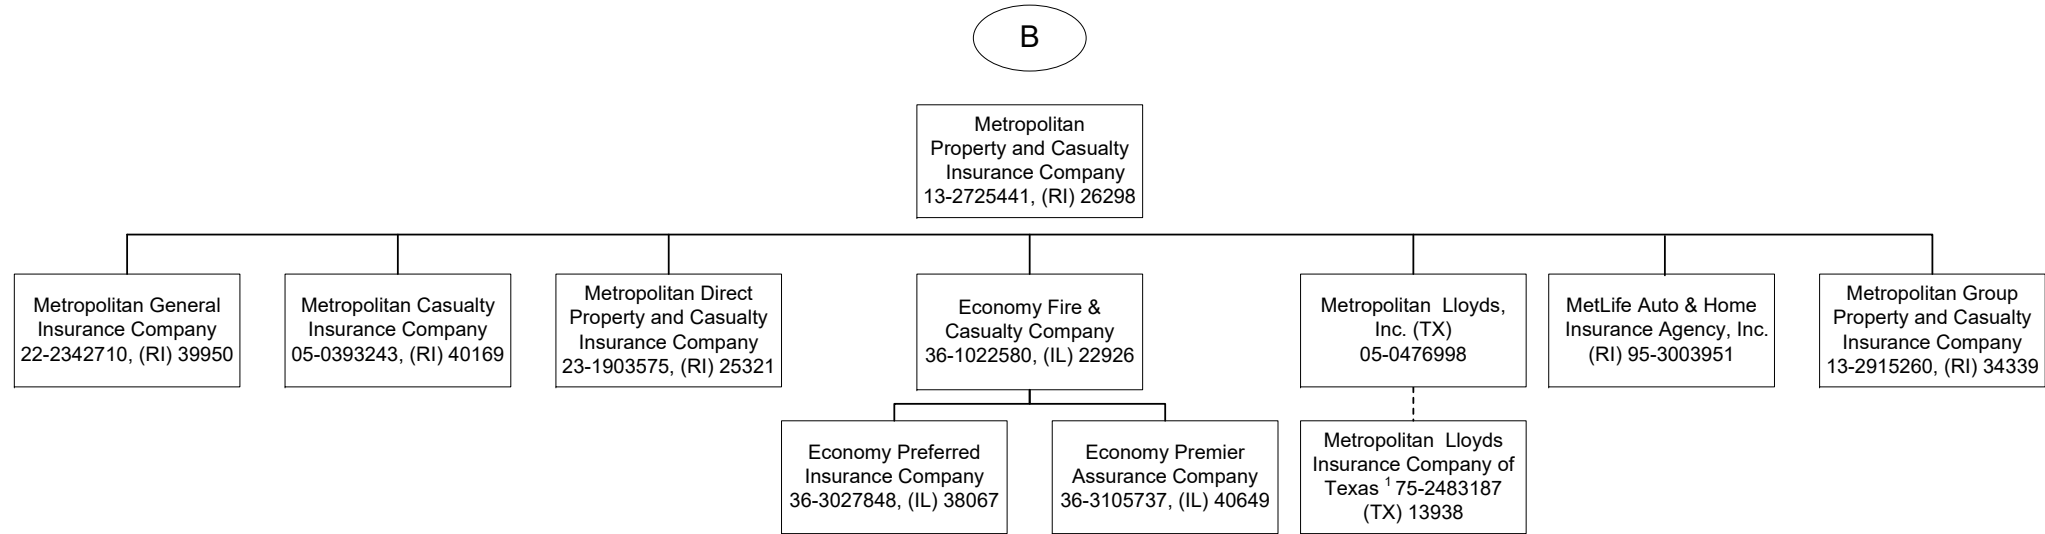 B
Metropolitan
Property and Casualty
Insurance Company
13-2725441, (RI) 26298
Metropolitan General
Insurance Company
22-2342710, (RI) 39950
Metropolitan Casualty
Insurance Company
05-0393243, (RI) 40169
Metropolitan Direct
Property and Casualty
Insurance Company
23-1903575, (RI) 25321
Economy Fire &
Casualty Company
36-1022580, (IL) 22926
Metropolitan Lloyds,
Inc. (TX)
05-0476998
MetLife Auto & Home
Insurance Agency, Inc.
(RI) 95-3003951
Metropolitan Group
Property and Casualty
Insurance Company
13-2915260, (RI) 34339
Economy Preferred
Insurance Company
36-3027848, (IL) 38067
Economy Premier
Assurance Company
36-3105737, (IL) 40649
Metropolitan Lloyds
Insurance Company of
Texas ¹ 75-2483187
(TX) 13938